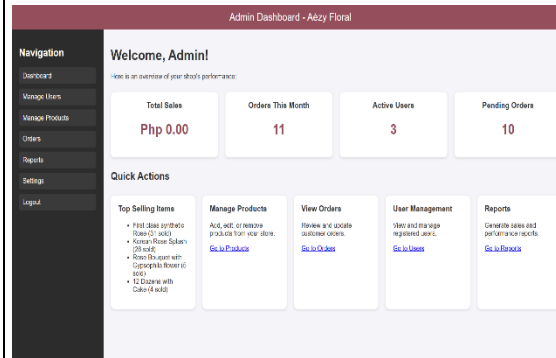 Admin Dashboard - Aézy Floral
Navigation
Dashboard
Manage Users
Manage Products
Orders
Reports
Settings
Logout
Welcome, Admin!
Here is an overview of your shop's performance:
Total Sales
Php 0.00
Orders This Month
11
Active Users
3
Pending Orders
10
Quick Actions
Top Selling Items
• First class synthetic
Rose (31 sold)
• Korean Rose Splash
(26 sold)
• Rose Bouquet with
Gypsophila flower (6
sold)
• 12 Dozens with
Cake (4 sold)
Manage Products
Add, edit, or remove
products from your store.
Go to Products
View Orders
Review and update
customer orders.
Go to Orders
User Management
View and manage
registered users.
Go to Users
Reports
Generate sales and
performance reports.
Go to Reports